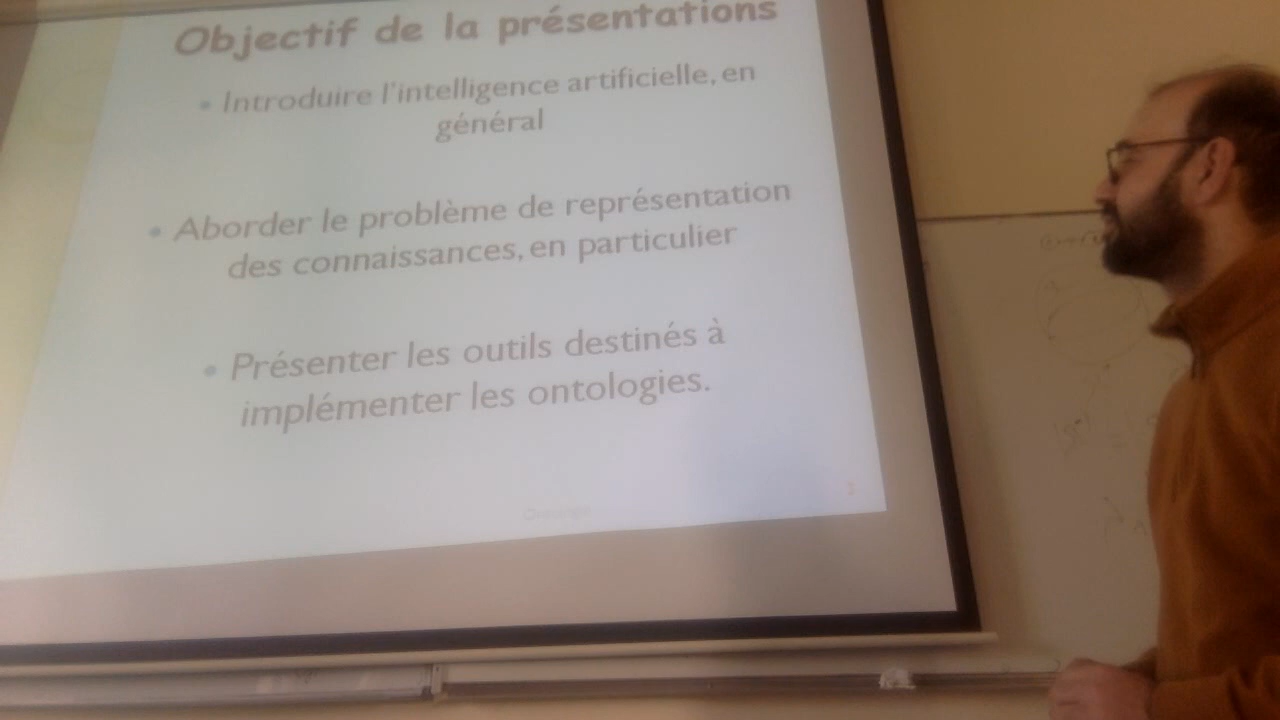 Objectif de la présentations
• Introduire l'intelligence artificielle, en
général
• Aborder le problème de représentation
des connaissances, en particulier
• Présenter les outils destinés à
implémenter les ontologies.